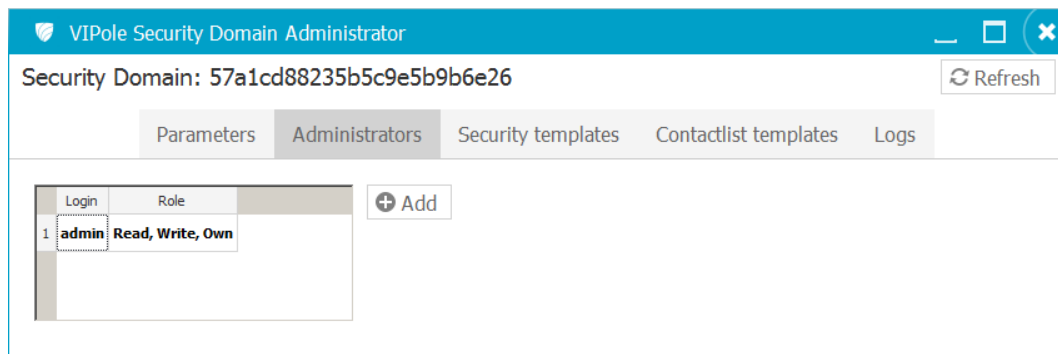 VIPole Security Domain Administrator
Security Domain: 57a1cd88235b5c9e5b9b6e26
Refresh
Parameters Administrators Security templates Contactlist templates Logs
Login Role
Add
1 admin Read, Write, Own